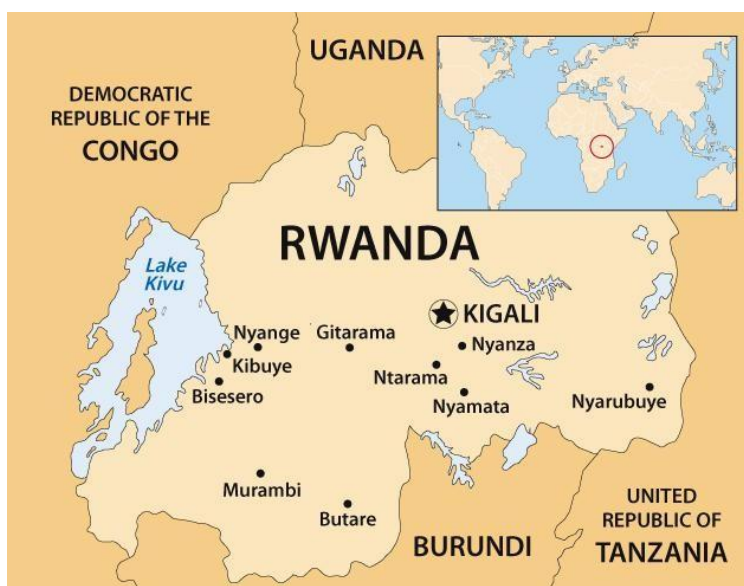 UGANDA
DEMOCRATIC
REPUBLIC OF THE
CONGO
RWANDA
Lake
Kivu
KIGALI
Nyange
Gitarama
Nyanza
Kibuye
Ntarama
Bisesero
Nyamata
Nyarubuye
Murambi
Butare
BURUNDI
UNITED
REPUBLIC OF
TANZANIA